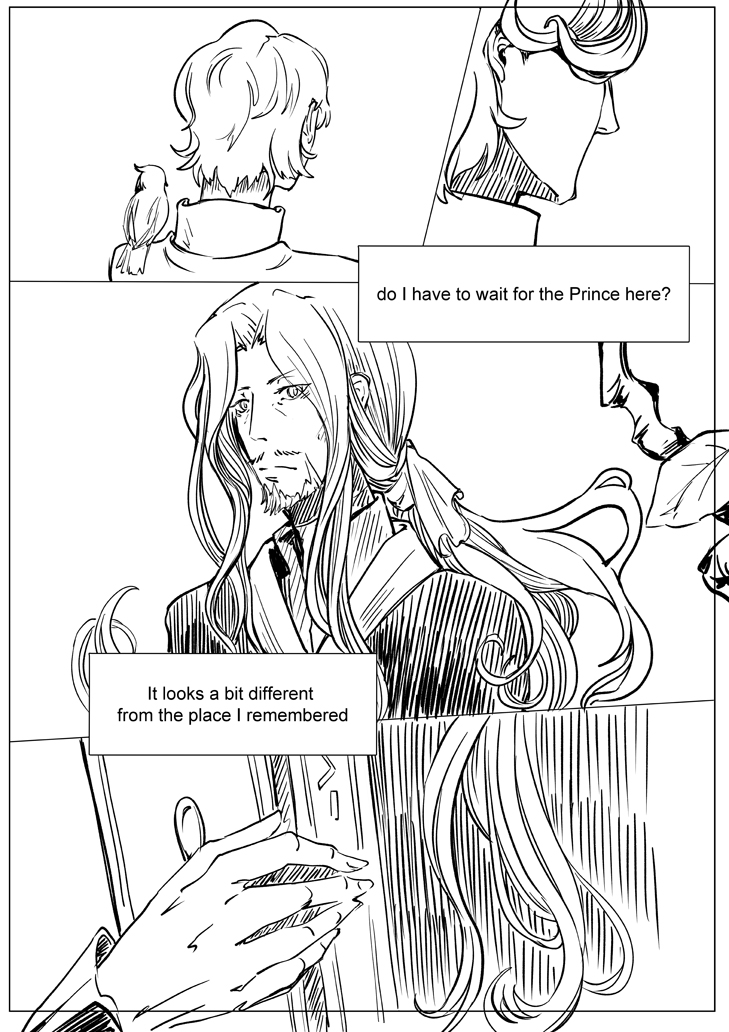 do I have to wait for the Prince here?
It looks a bit different
from the place I remembered